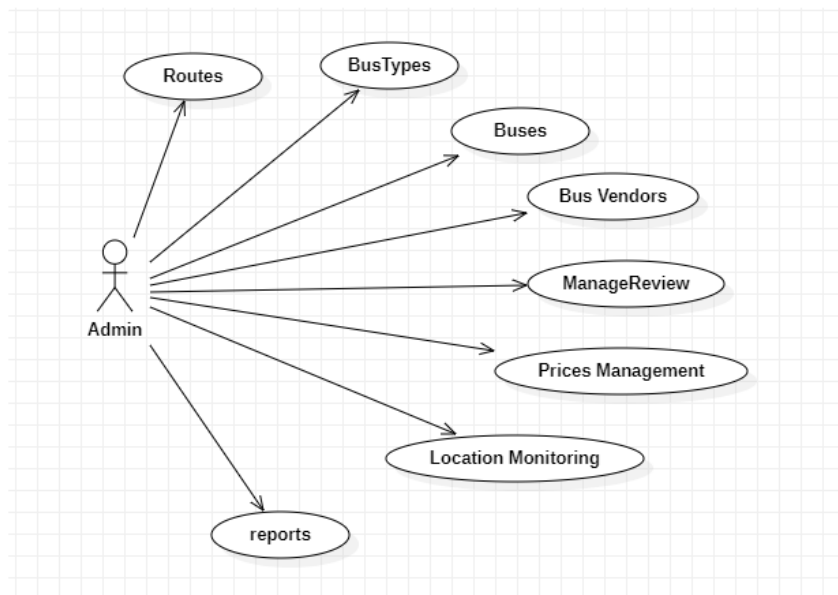 Routes
BusTypes
Buses
Bus Vendors
ManageReview
Admin
Prices Management
Location Monitoring
reports